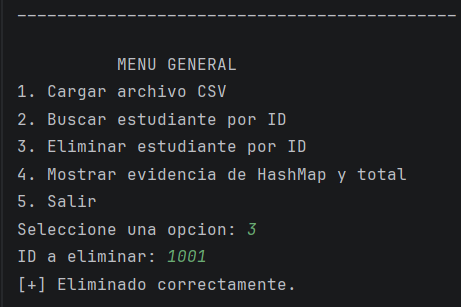 --------------------------------------------
MENU GENERAL
1. Cargar archivo CSV
2. Buscar estudiante por ID
3. Eliminar estudiante por ID
4. Mostrar evidencia de HashMap y total
5. Salir
Seleccione una opcion: 3
ID a eliminar: 1001
[+] Eliminado correctamente.